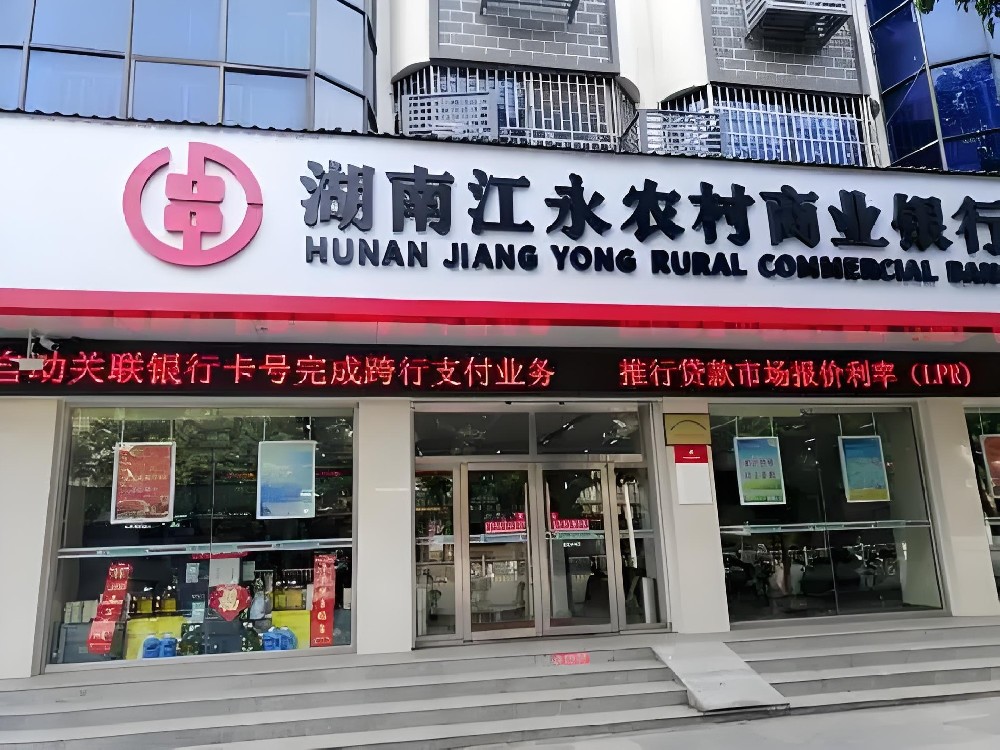 湖南江永农村商业银行
HUNAN JIANG YONG RURAL COMMERCIAL BAN
自动关联银行卡号完成跨行支付业务 推行贷款市场报价利率（LPR）